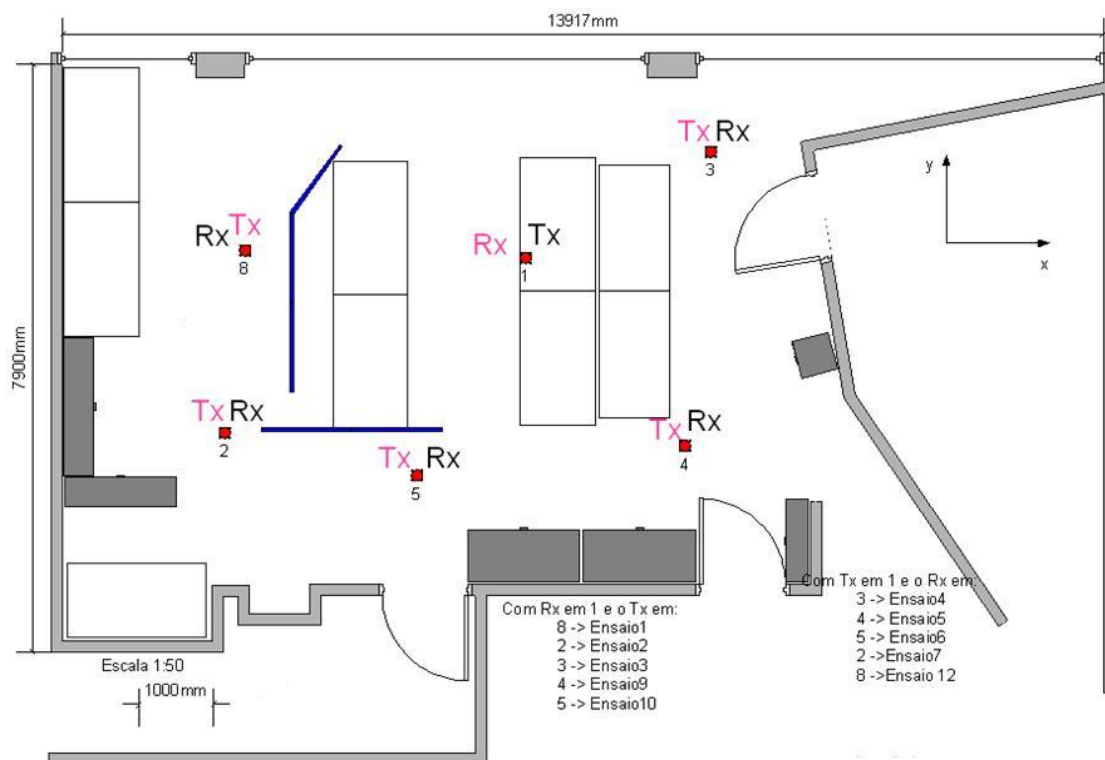 13917mm
Tx Rx
3
y
x
Rx Tx
8
Rx Tx
1
7900mm
Tx Rx
2
Tx Rx
5
Tx Rx
4
Com Tx em 1 e o Rx em:
3 -> Ensaio4
4 -> Ensaio5
5 -> Ensaio6
2 ->Ensaio7
8 ->Ensaio 12
Com Rx em 1 e o Tx em:
8 -> Ensaio1
2 -> Ensaio2
3 -> Ensaio3
4 -> Ensaio9
5 -> Ensaio10
Escala 1:50
1000mm